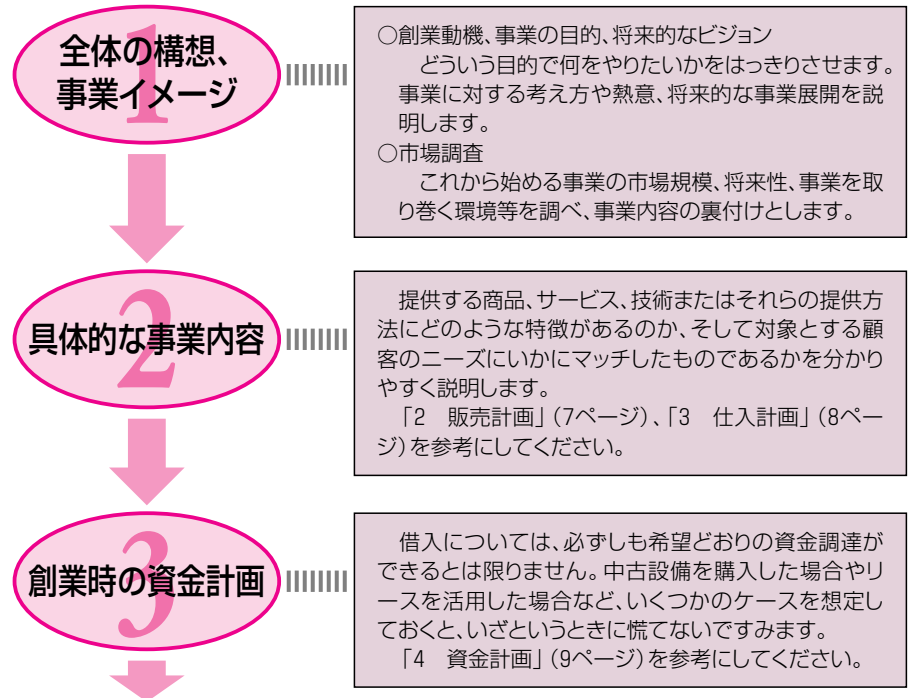 1
全体の構想、
事業イメージ
○創業動機、事業の目的、将来的なビジョン
　どういう目的で何をやりたいかをはっきりさせます。
事業に対する考え方や熱意、将来的な事業展開を説
明します。
○市場調査
　これから始める事業の市場規模、将来性、事業を取
り巻く環境等を調べ、事業内容の裏付けとします。
2
具体的な事業内容
　提供する商品、サービス、技術またはそれらの提供方
法にどのような特徴があるのか、そして対象とする顧
客のニーズにいかにマッチしたものであるかを分かり
やすく説明します。
　「2　販売計画」(7ページ)、「3　仕入計画」(8ペー
ジ)を参考にしてください。
3
創業時の資金計画
　借入については、必ずしも希望どおりの資金調達が
できるとは限りません。中古設備を購入した場合やリ
ースを活用した場合など、いくつかのケースを想定し
ておくと、いざというときに慌てないですみます。
　「4　資金計画」(9ページ)を参考にしてください。